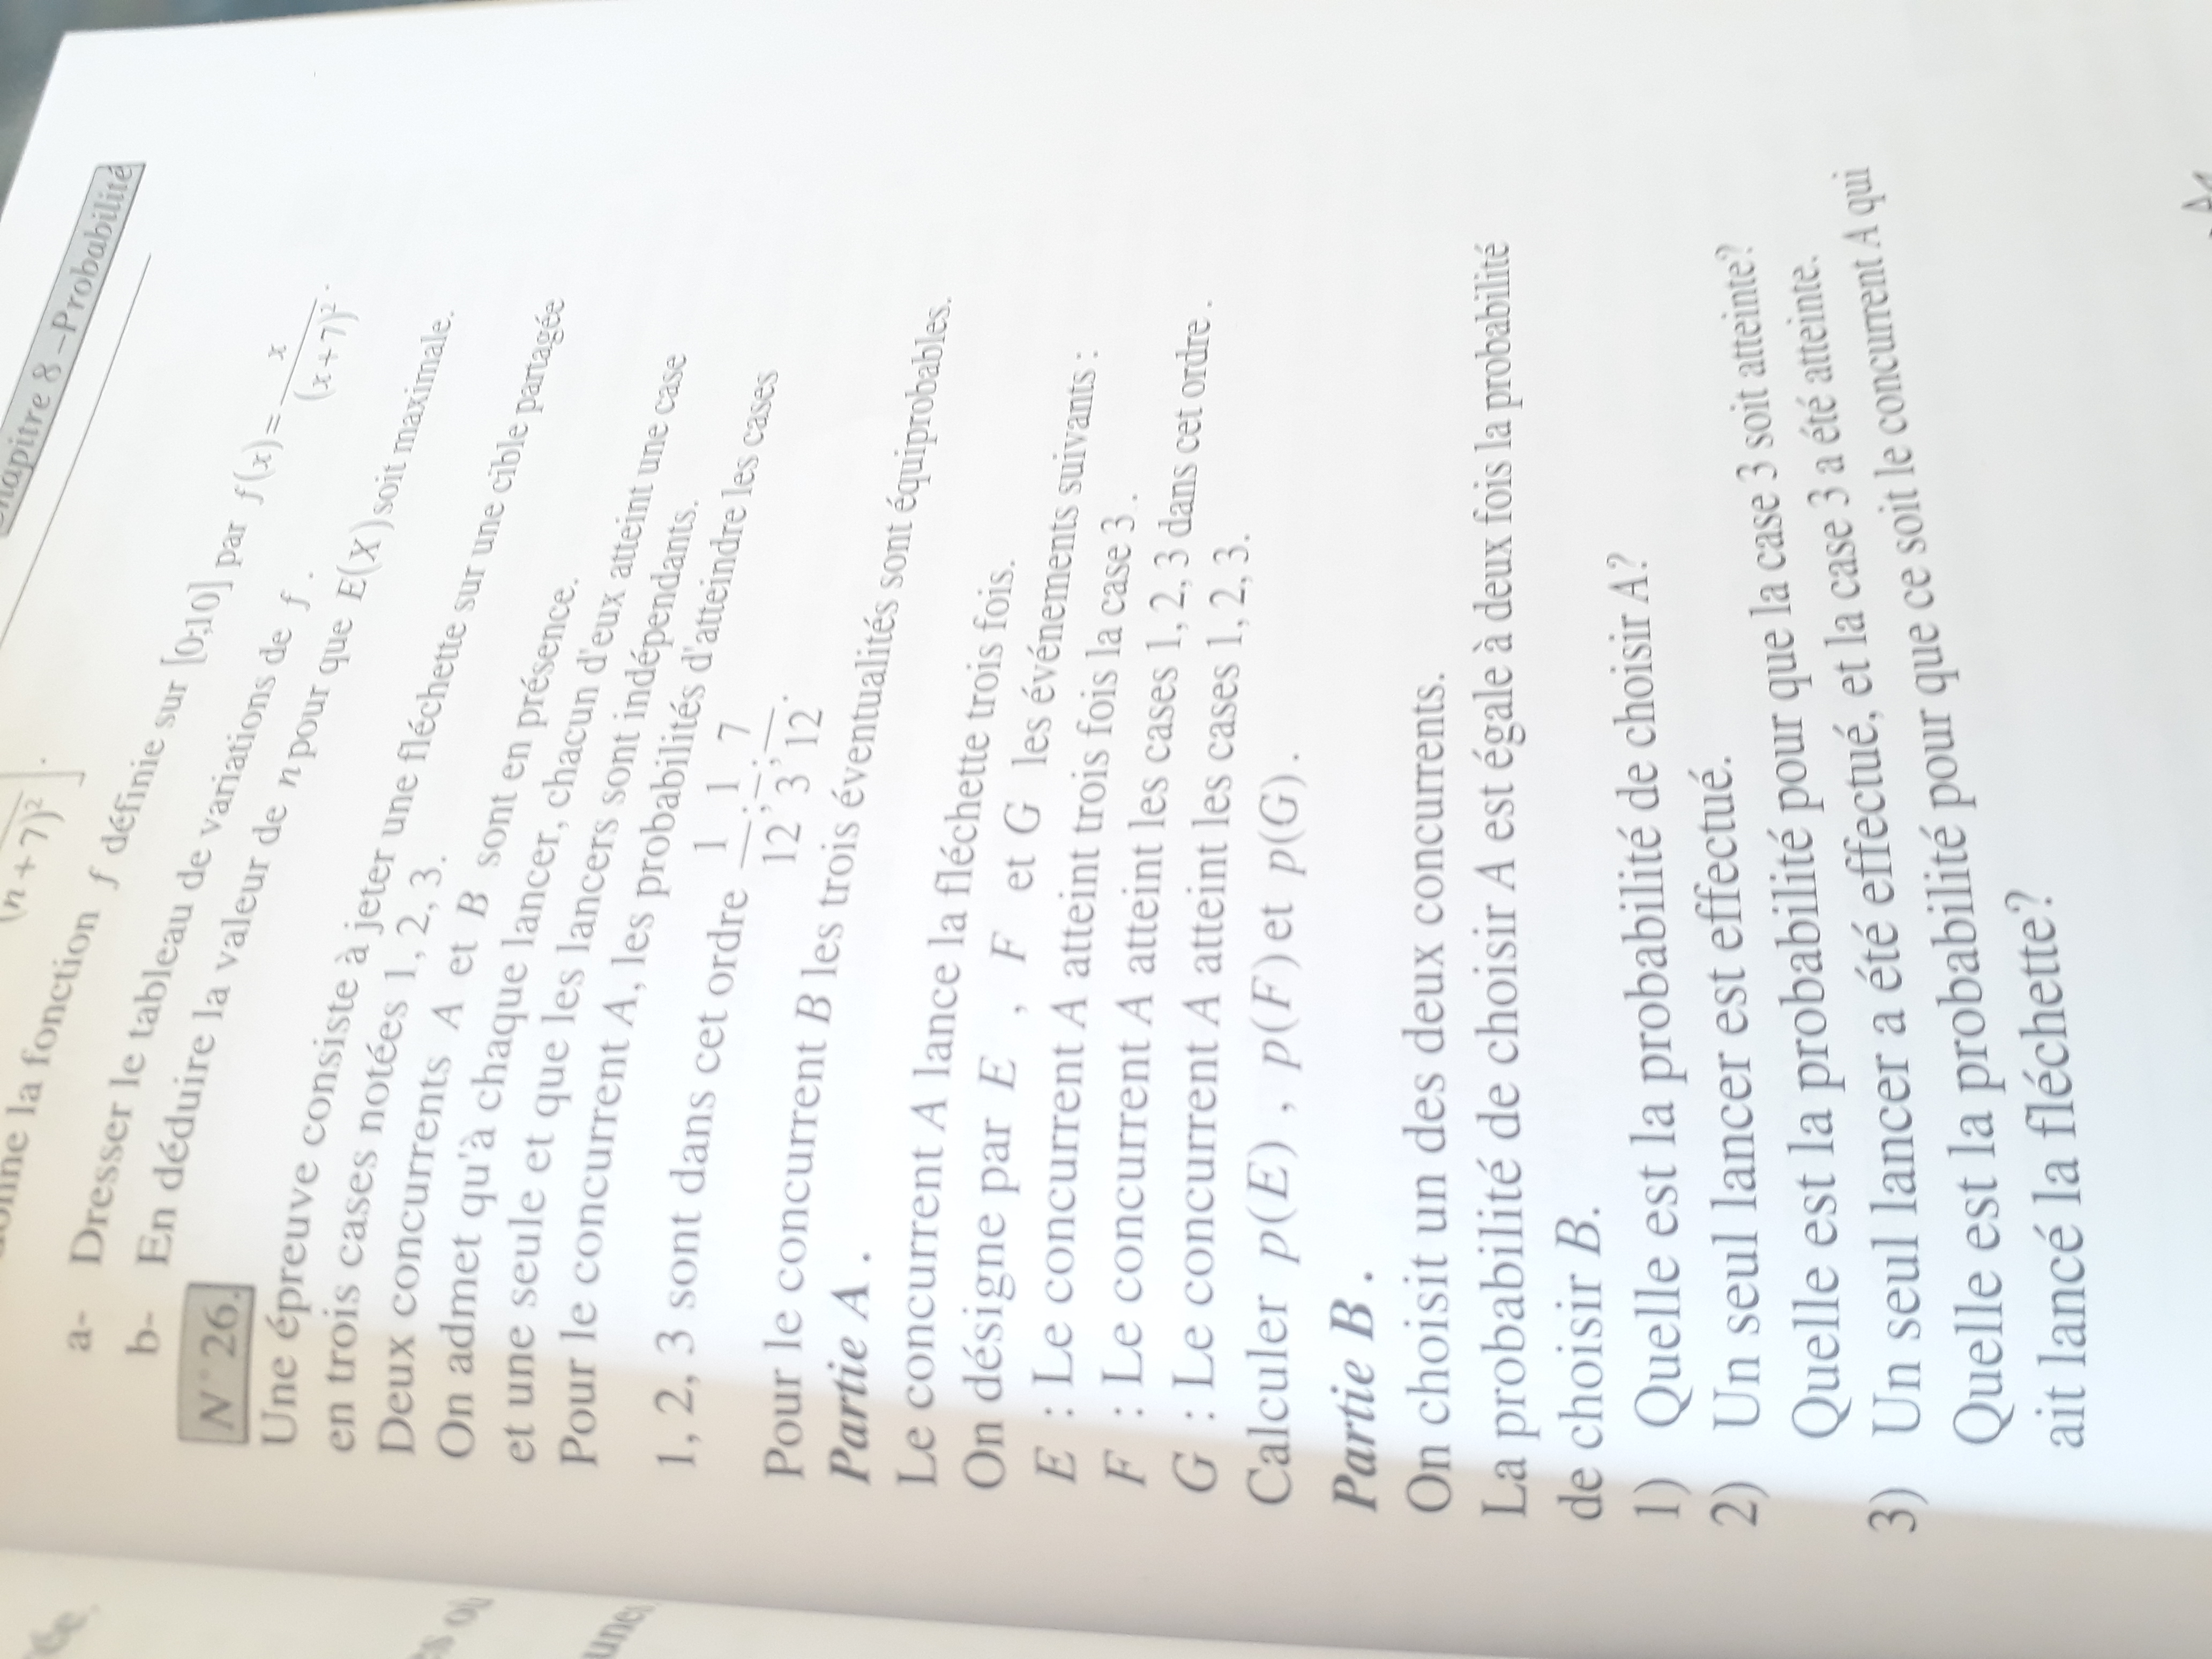 Chapitre 8 –Probabilité
(n+7)² ].
la fonction f définie sur [0;10] par f(x) = x / (x+7)² .
a- Dresser le tableau de variations de f .
b- En déduire la valeur de n pour que E(X) soit maximale.
N° 26.
Une épreuve consiste à jeter une fléchette sur une cible partagée
en trois cases notées 1, 2, 3.
Deux concurrents A et B sont en présence.
On admet qu'à chaque lancer, chacun d'eux atteint une case
et une seule et que les lancers sont indépendants.
Pour le concurrent A, les probabilités d'atteindre les cases
1, 2, 3 sont dans cet ordre 1/12 ; 1/3 ; 7/12 .
Pour le concurrent B les trois éventualités sont équiprobables.
Partie A .
Le concurrent A lance la fléchette trois fois.
On désigne par E , F et G les événements suivants :
E : Le concurrent A atteint trois fois la case 3 .
F : Le concurrent A atteint les cases 1, 2, 3 dans cet ordre .
G : Le concurrent A atteint les cases 1, 2, 3.
Calculer p(E) , p(F) et p(G) .
Partie B .
On choisit un des deux concurrents.
La probabilité de choisir A est égale à deux fois la probabilité
de choisir B.
1) Quelle est la probabilité de choisir A?
2) Un seul lancer est effectué.
Quelle est la probabilité pour que la case 3 soit atteinte?
3) Un seul lancer a été effectué, et la case 3 a été atteinte.
Quelle est la probabilité pour que ce soit le concurrent A qui
ait lancé la fléchette?